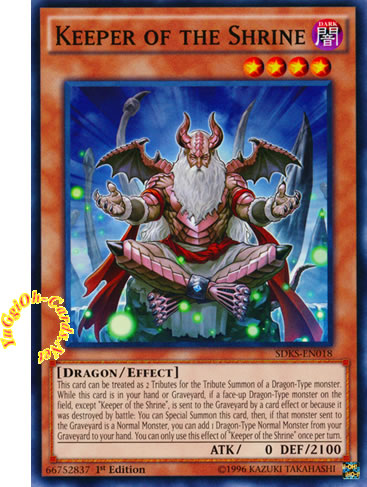 KEEPER OF THE SHRINE
DARK
闇
YuGgiOh-Cards.Net
SDKS-EN018
[DRAGON/EFFECT]
This card can be treated as 2 Tributes for the Tribute Summon of a Dragon-Type monster.
While this card is in your hand or Graveyard, if a face-up Dragon-Type monster on the
field, except "Keeper of the Shrine", is sent to the Graveyard by a card effect or because it
was destroyed by battle: You can Special Summon this card, then, if that monster sent to
the Graveyard is a Normal Monster, you can add 1 Dragon-Type Normal Monster from your
Graveyard to your hand. You can only use this effect of "Keeper of the Shrine" once per turn.
ATK/ 0 DEF/2100
66752837 1st Edition ©1996 KAZUKI TAKAHASHI